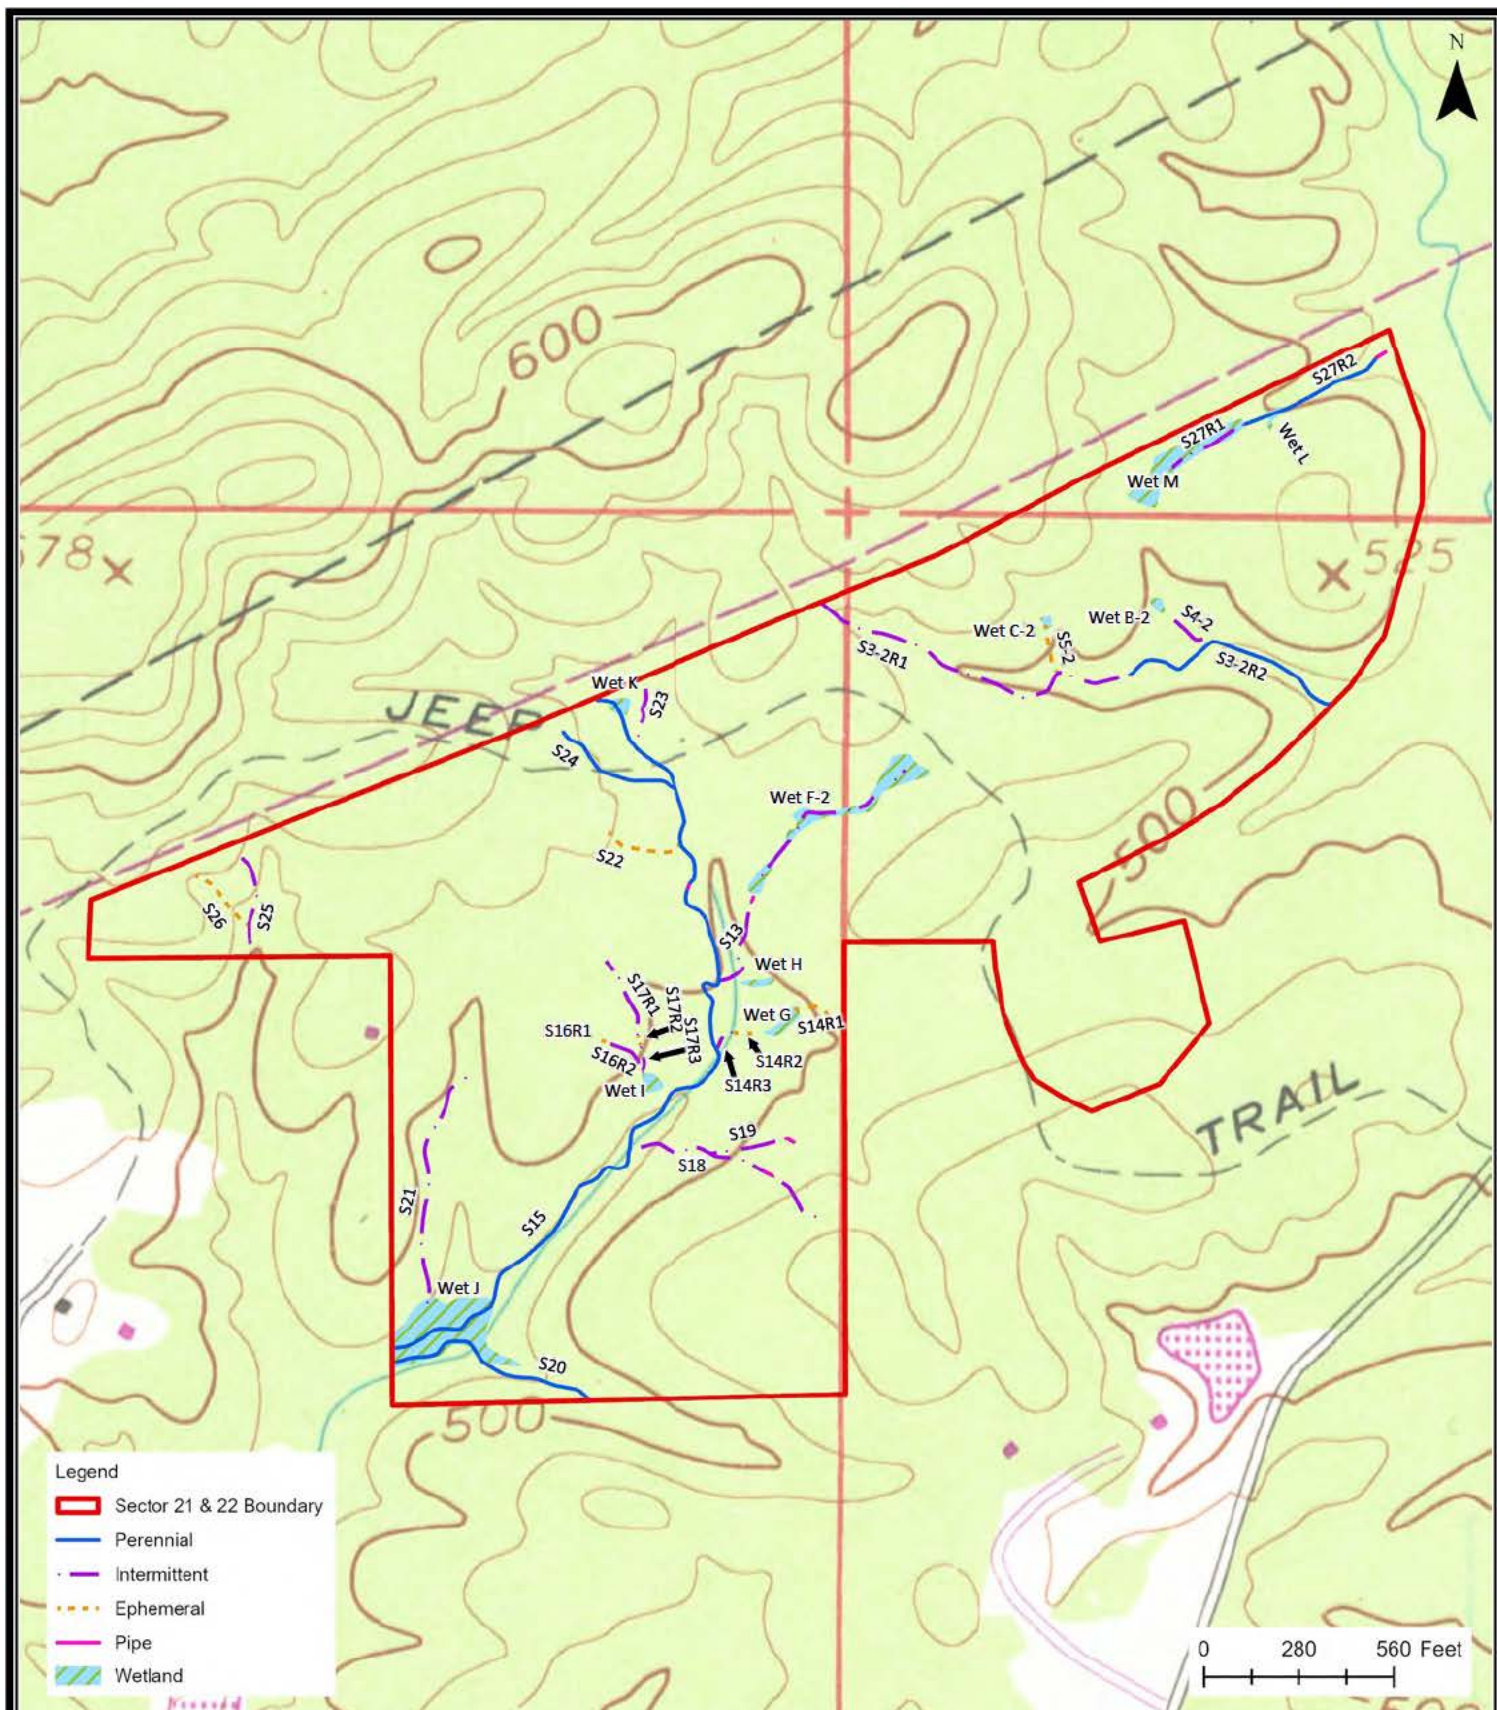 N
600
S27R2
S27R1
Wet L
Wet M
678
525
Wet C-2
S5-2
Wet B-2
S4-2
S3-2R1
S3-2R2
Wet K
S23
JEEP
S24
Wet F-2
S22
500
S26
S25
S13
Wet H
S17R1
S17R2
S17R3
Wet G
S14R1
S16R1
S16R2
S14R2
S14R3
Wet I
TRAIL
S19
S18
S21
S15
Wet J
S20
500
Legend
Sector 21 & 22 Boundary
Perennial
Intermittent
Ephemeral
Pipe
Wetland
0 280 560 Feet